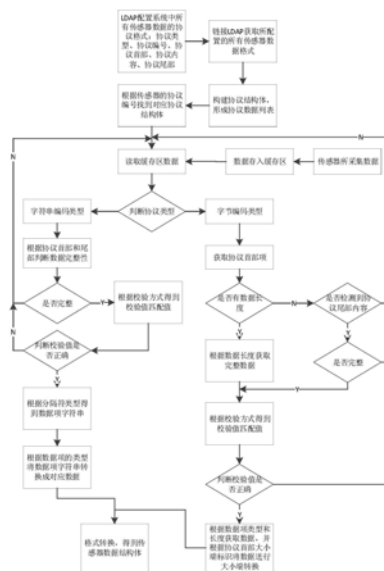 LDAP配置系统中所
有传感器数据的协
议格式：协议类
型、协议编号、协
议首部、协议内
容、协议尾部
链接LDAP获取所配
置的所有传感器数
据格式
根据传感器的协议
编号找到对应协议
结构体
构建协议结构体，
形成协议数据列表
N
N
读取缓存区数据
数据存入缓存区
传感器所采集数据
字符串编码类型
判断协议类型
字节编码类型
根据协议首部和尾
部判断数据完整性
获取协议首部项
N
是否完整
Y
根据校验方式得到
校验值匹配值
是否有数据长
度
N
是否检测到协
议尾部内容
N
判断校验值是
否正确
Y
根据数据长度获取
完整数据
Y
是否完整
Y
Y
根据分隔符类型得
到数据项字符串
根据校验方式得到
校验值匹配值
根据数据项的类型
将数据项字符串转
换成对应数据
判断校验值是
否正确
Y
格式转换，得到传
感器数据结构体
根据数据项类型和
长度获取数据，并
根据协议首部大小
端标识将数据进行
大小端转换